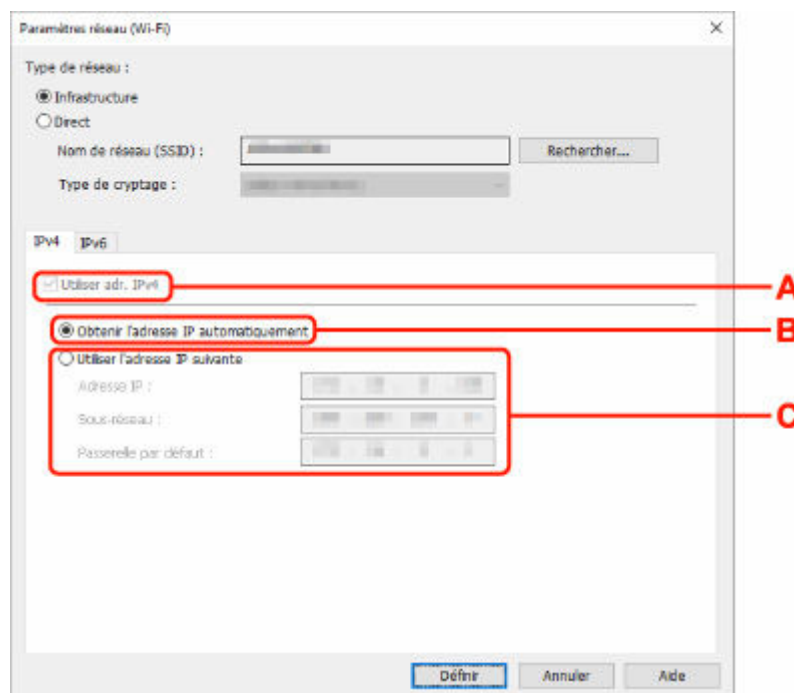 Paramètres réseau (Wi-Fi)
Type de réseau :
Infrastructure
Direct
Nom de réseau (SSID) :
Rechercher...
Type de cryptage :
IPv4 IPv6
Utiliser adr. IPv4
A
Obtenir l'adresse IP automatiquement
B
Utiliser l'adresse IP suivante
Adresse IP :
Sous-réseau :
C
Passerelle par défaut :
Définir Annuler Aide